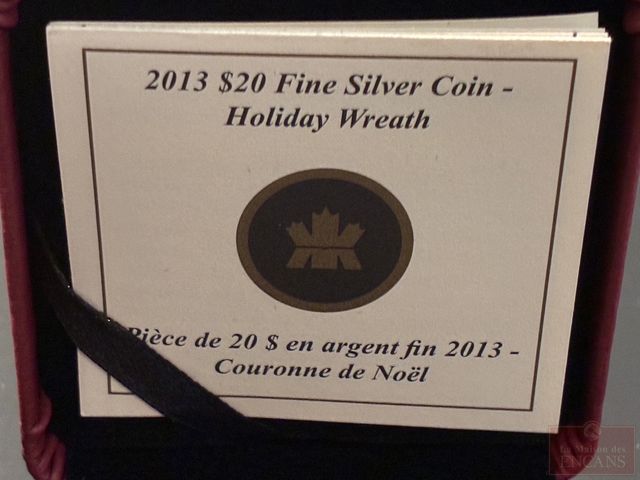 2013 $20 Fine Silver Coin -
Holiday Wreath
Pièce de 20 $ en argent fin 2013 -
Couronne de Noël
La Maison des
ENCANS